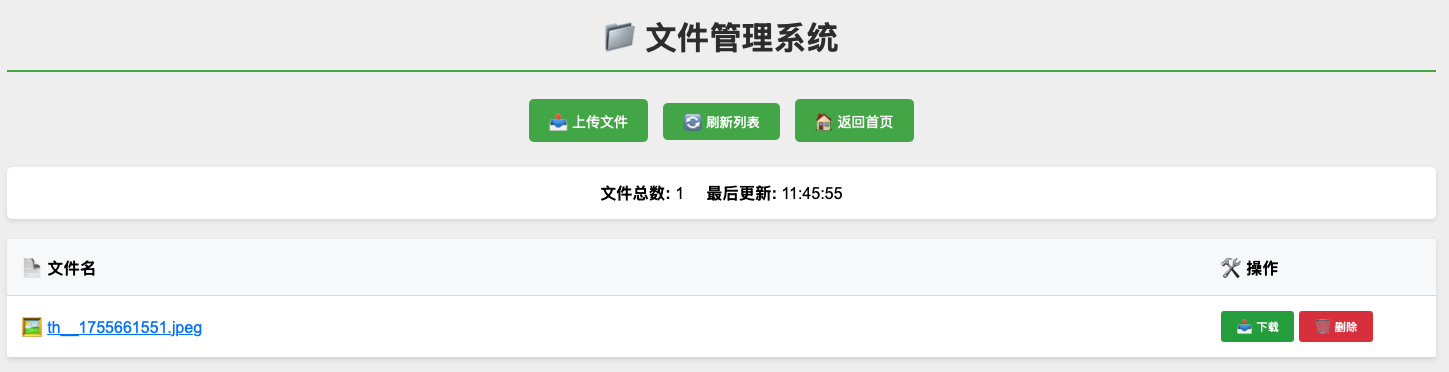 文件管理系统
上传文件 刷新列表 返回首页
文件总数: 1 最后更新: 11:45:55
文件名 操作
th__1755661551.jpeg 下载 删除